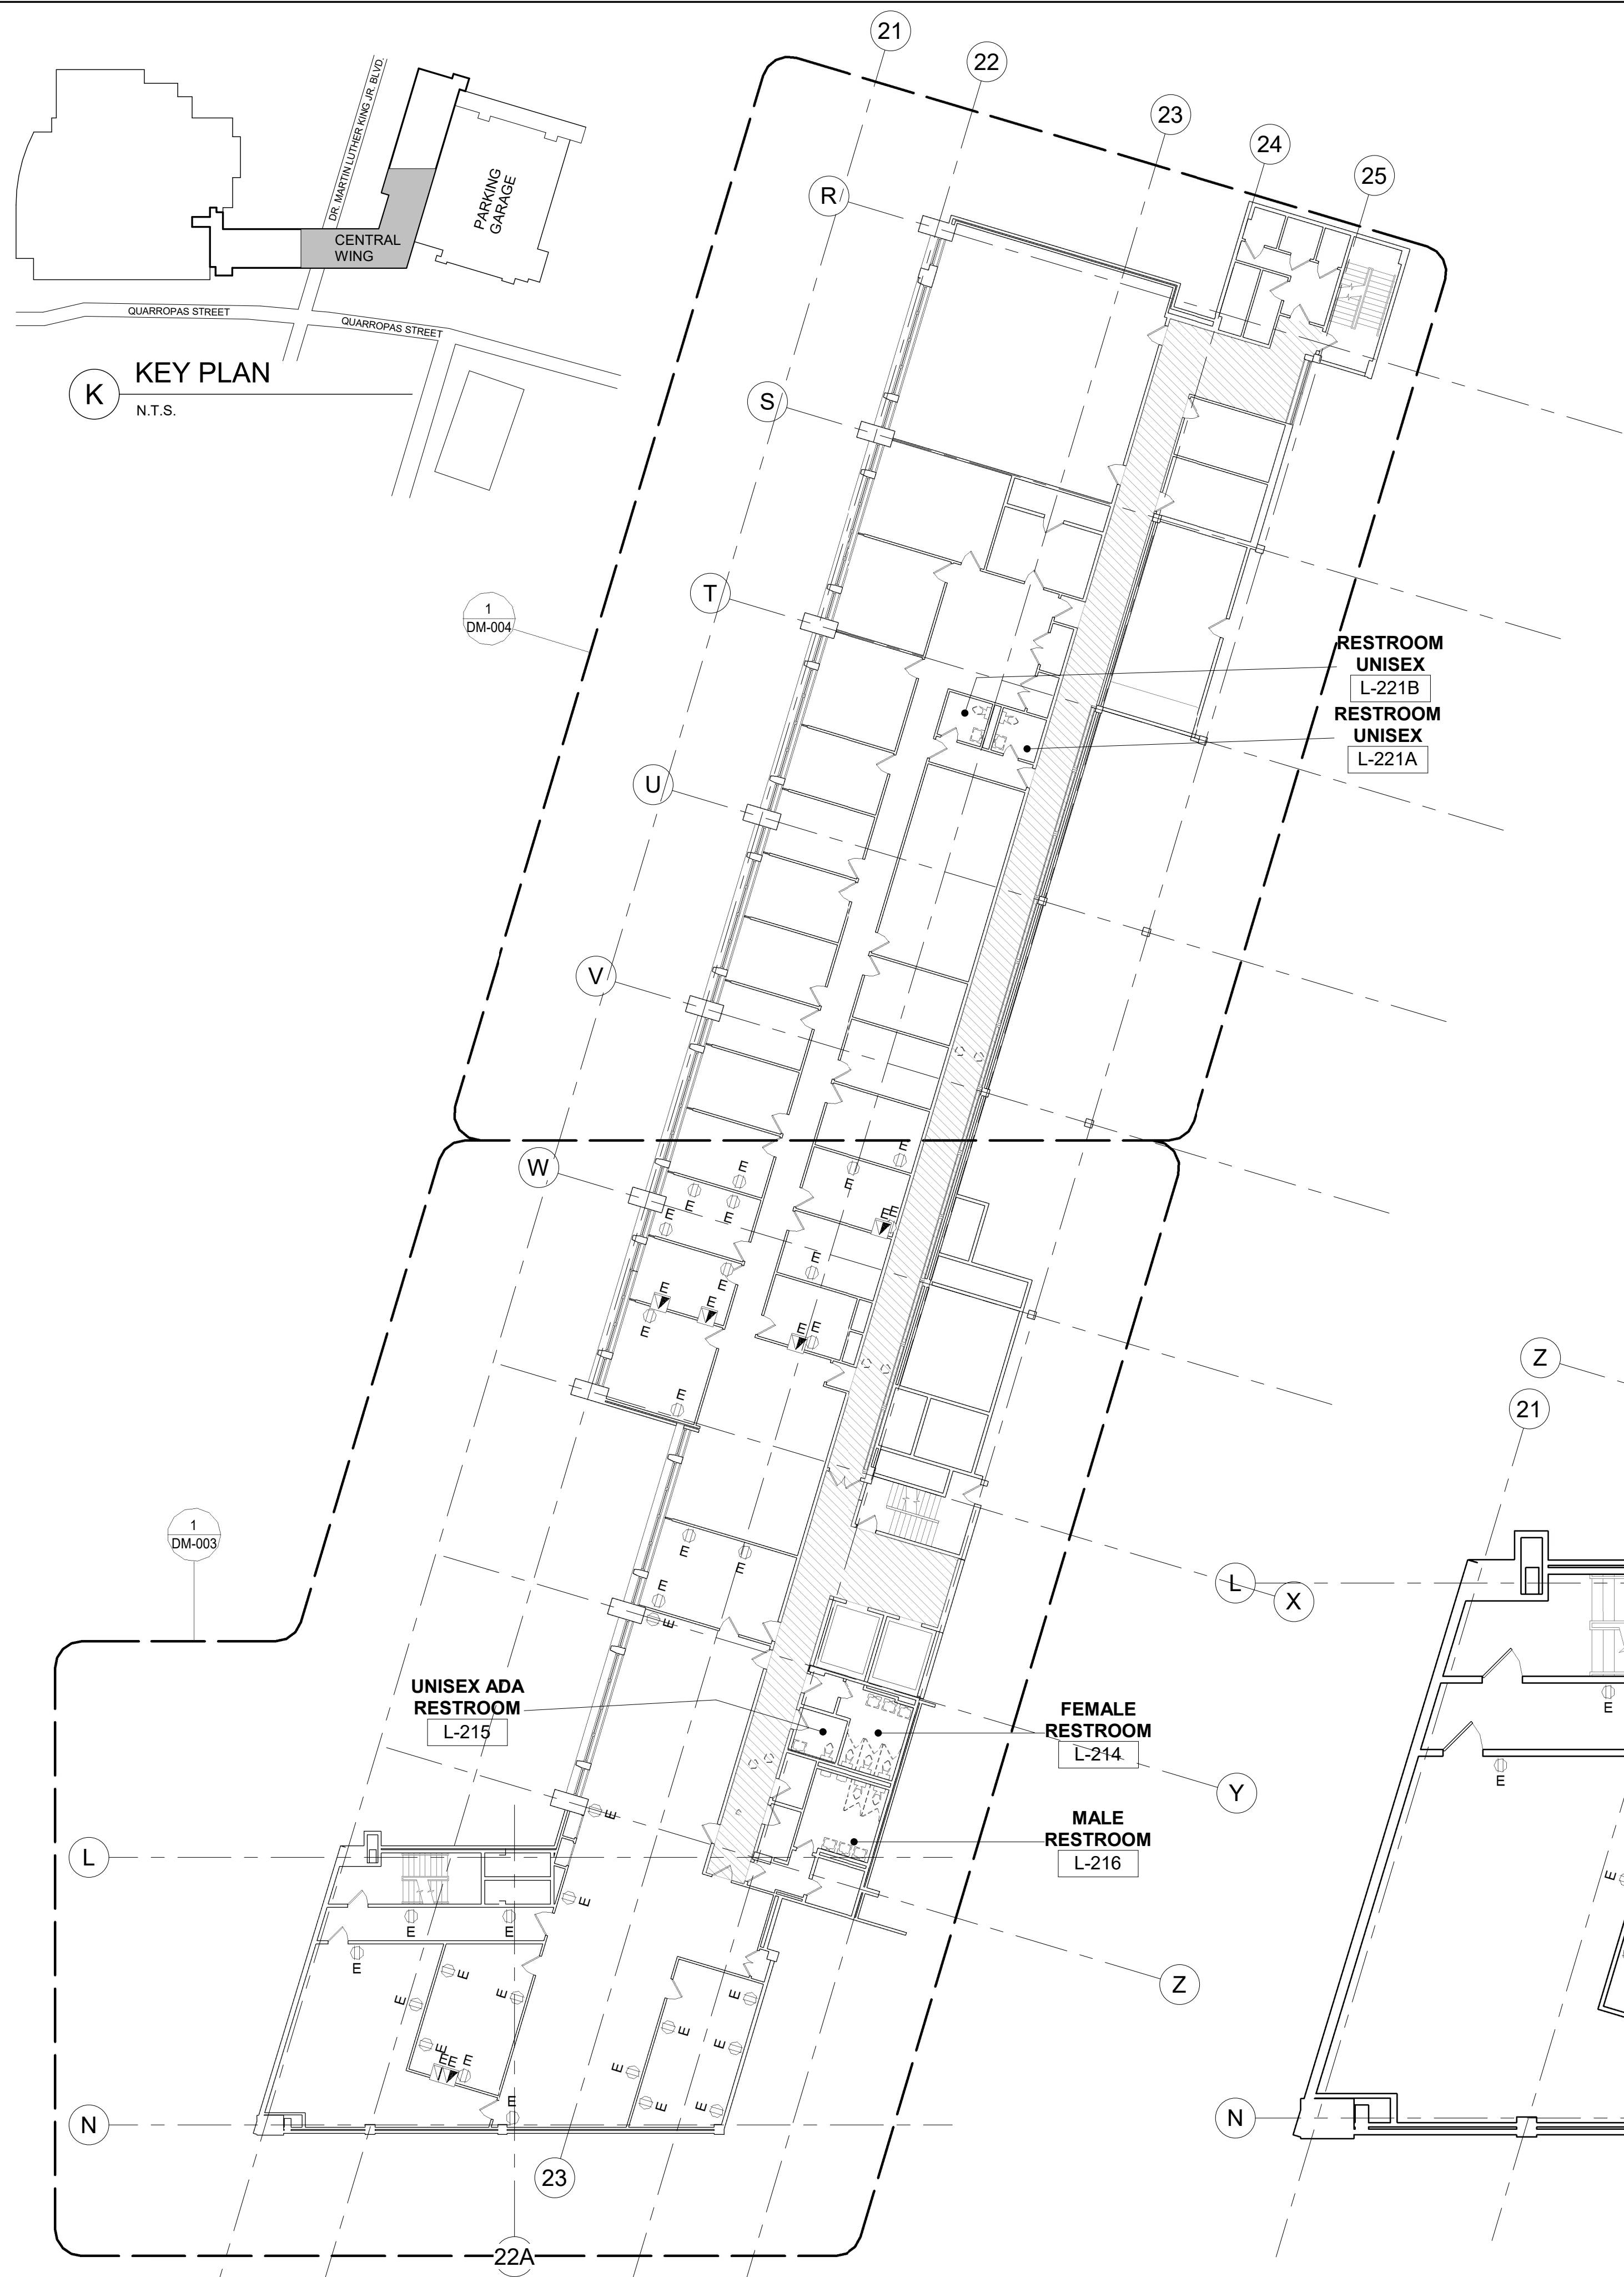 21
22
23
24
25
DR. MARTIN LUTHER KING JR. BLVD.
PARKING
GARAGE
CENTRAL
WING
QUARROPAS STREET
QUARROPAS STREET
K
KEY PLAN
N.T.S.
R
S
T
U
V
W
1
DM-004
RESTROOM
UNISEX
L-221B
RESTROOM
UNISEX
L-221A
E
E
E
E
E
E
E
EE
E
E
E
E
E
E
E
E
E
E
E
E
E
Z
21
1
DM-003
L
X
UNISEX ADA
RESTROOM
L-215
FEMALE
RESTROOM
L-214
Y
MALE
RESTROOM
L-216
E
E
E
E
E
L
E
E
E
E
E
E
E
E
EE
E
E
E
E
E
E
E
E
E
Z
N
N
23
22A